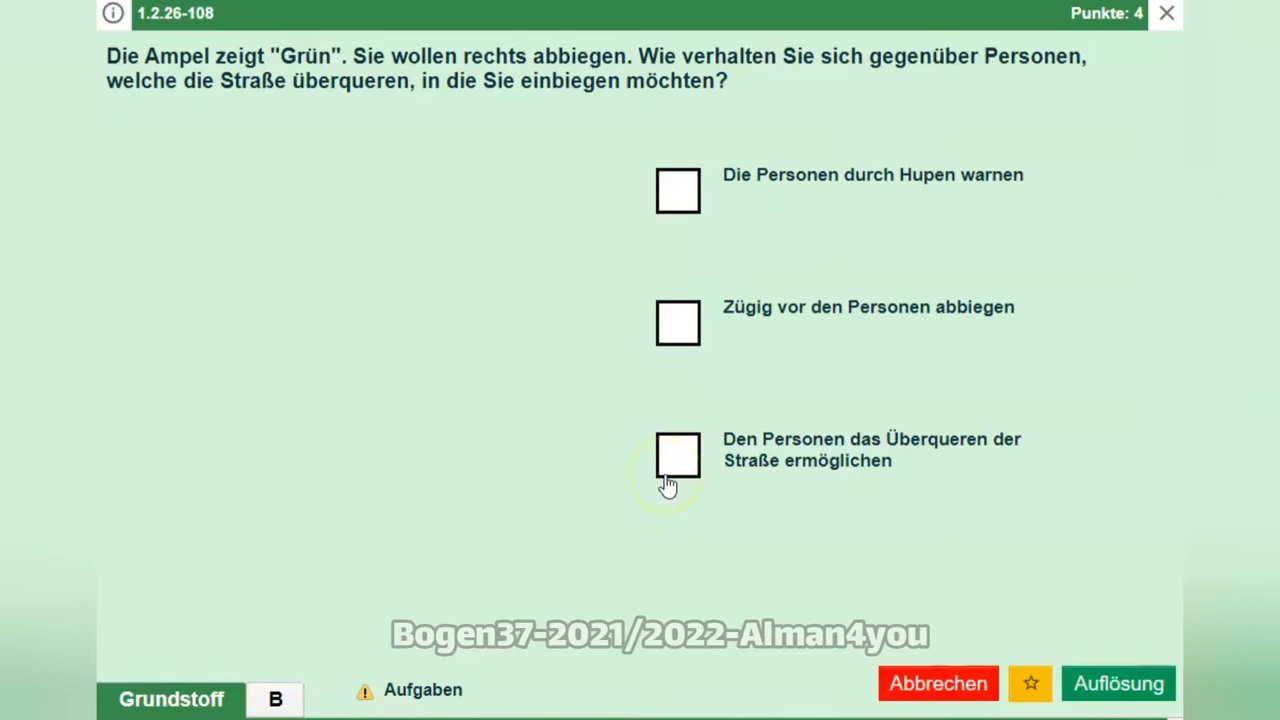 1.2.26-108
Punkte: 4
Die Ampel zeigt "Grün". Sie wollen rechts abbiegen. Wie verhalten Sie sich gegenüber Personen,
welche die Straße überqueren, in die Sie einbiegen möchten?
Die Personen durch Hupen warnen
Zügig vor den Personen abbiegen
Den Personen das Überqueren der
Straße ermöglichen
Bogen37-2021/2022-Alman4you
Grundstoff
B
Aufgaben
Abbrechen
Auflösung